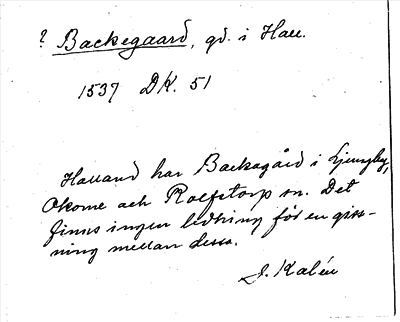 ? Backegaard, gd. i Hall.
1537 DK. 51
Halland har Backagård i Ljungby,
Okome och Rolfstorp sn. Det
finns ingen ledning för en giss-
ning mellan dessa.
J. Kalén